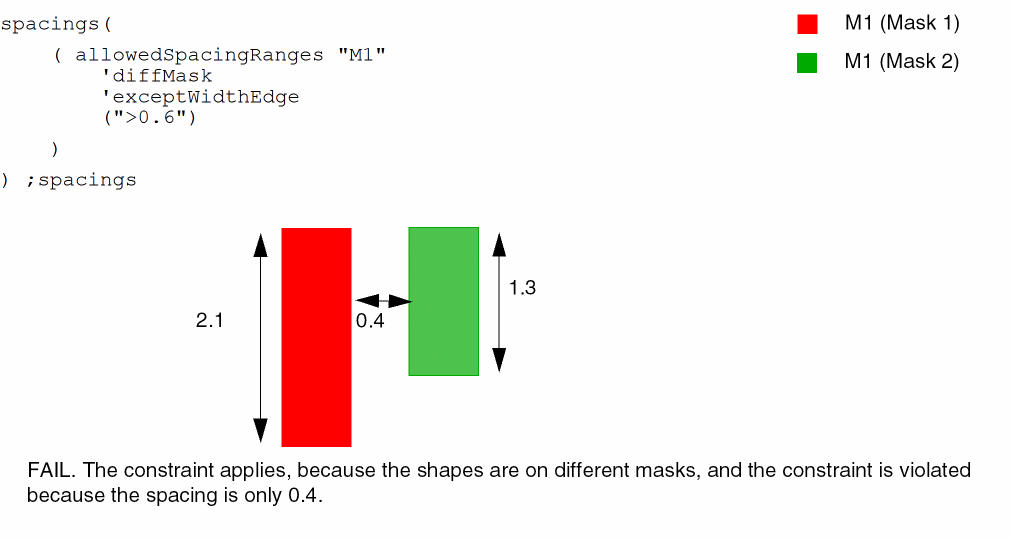 spacings(
( allowedSpacingRanges "M1"
'diffMask
'exceptWidthEdge
(">0.6")
)
) ;spacings
M1 (Mask 1)
M1 (Mask 2)
2.1
0.4
1.3
FAIL. The constraint applies, because the shapes are on different masks, and the constraint is violated
because the spacing is only 0.4.